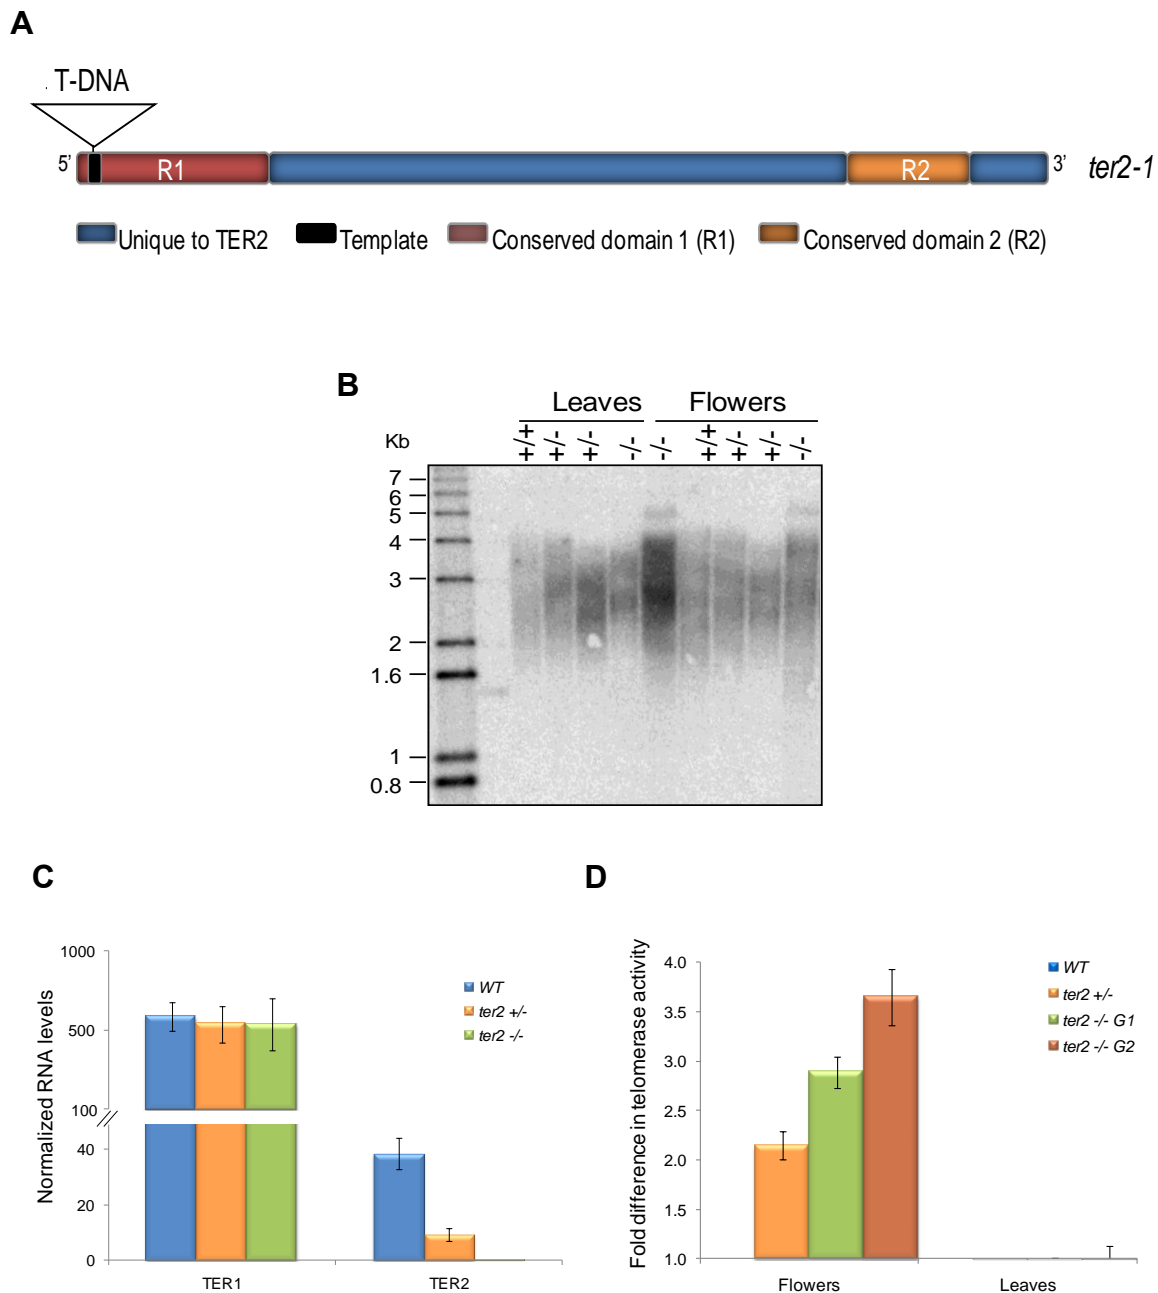 A
T-DNA
5'
R1
R2
3'
ter2-1
Unique to TER2
Template
Conserved domain 1 (R1)
Conserved domain 2 (R2)
B
Leaves
Flowers
Kb
+/+
+/-
+/-
-/-
-/-
+/+
+/-
+/-
-/-
7
6
5
4
3
2
1.6
1
0.8
C
Normalized RNA levels
1000
500
100
40
20
0
WT
ter2 +/-
ter2 -/-
TER1
TER2
D
Fold difference in telomerase activity
4.0
3.5
3.0
2.5
2.0
1.5
1.0
WT
ter2 +/-
ter2 -/- G1
ter2 -/- G2
Flowers
Leaves